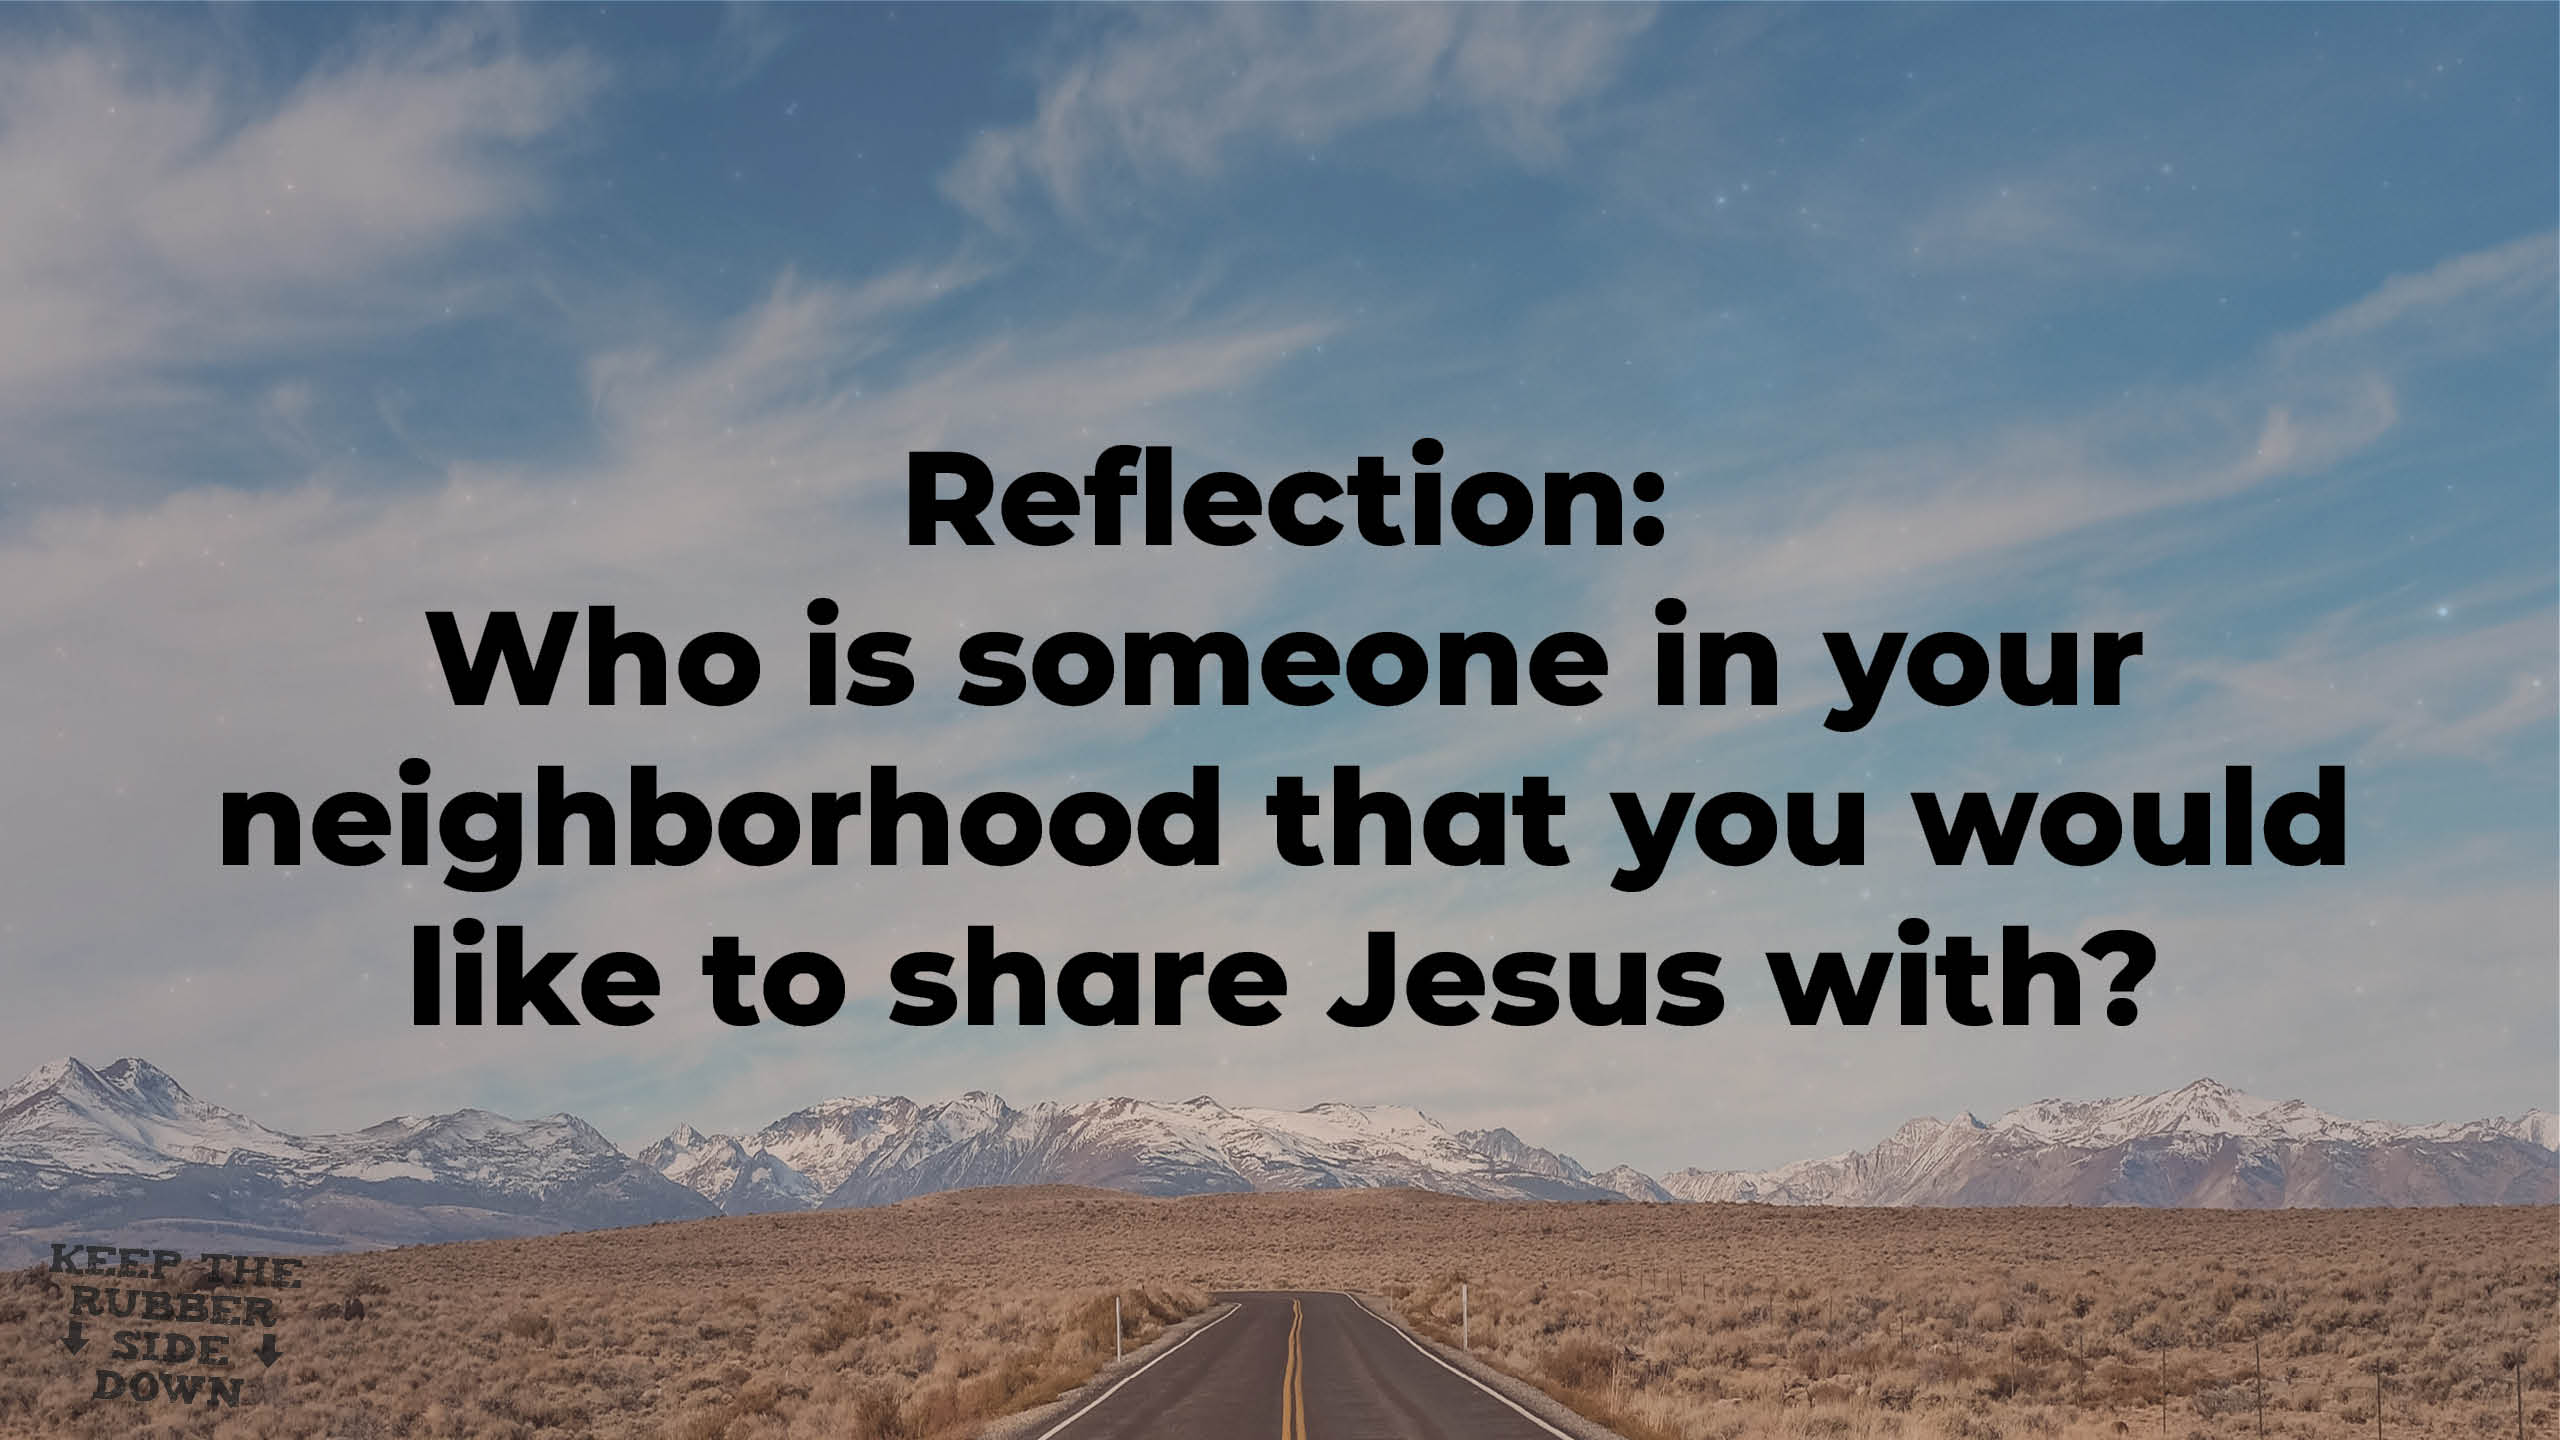 Reflection:
Who is someone in your
neighborhood that you would
like to share Jesus with?
KEEP THE
RUBBER
SIDE
DOWN